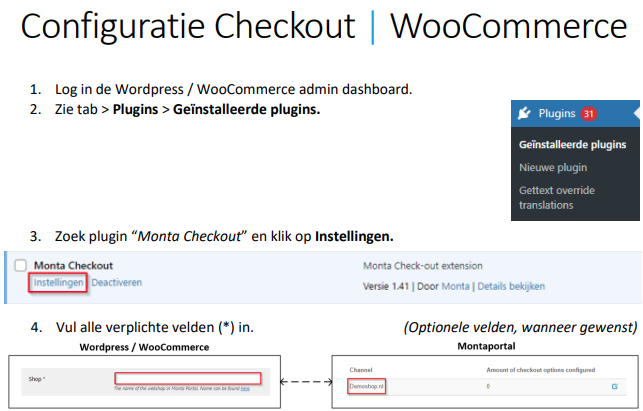 Configuratie Checkout | WooCommerce
1. Log in de Wordpress / WooCommerce admin dashboard.
2. Zie tab > Plugins > Geïnstalleerde plugins.
Plugins 31
Geïnstalleerde plugins
Nieuwe plugin
Gettext override
translations
3. Zoek plugin “Monta Checkout” en klik op Instellingen.
Monta Checkout
Monta Check-out extension
Instellingen | Deactiveren
Versie 1.41 | Door Monta | Details bekijken
4. Vul alle verplichte velden (*) in.
(Optionele velden, wanneer gewenst)
Wordpress / WooCommerce
Montaportal
Shop *
The name of the webshop in Monta Portal. Name can be found here
Channel
Amount of checkout options configured
Demoshop.nl
0